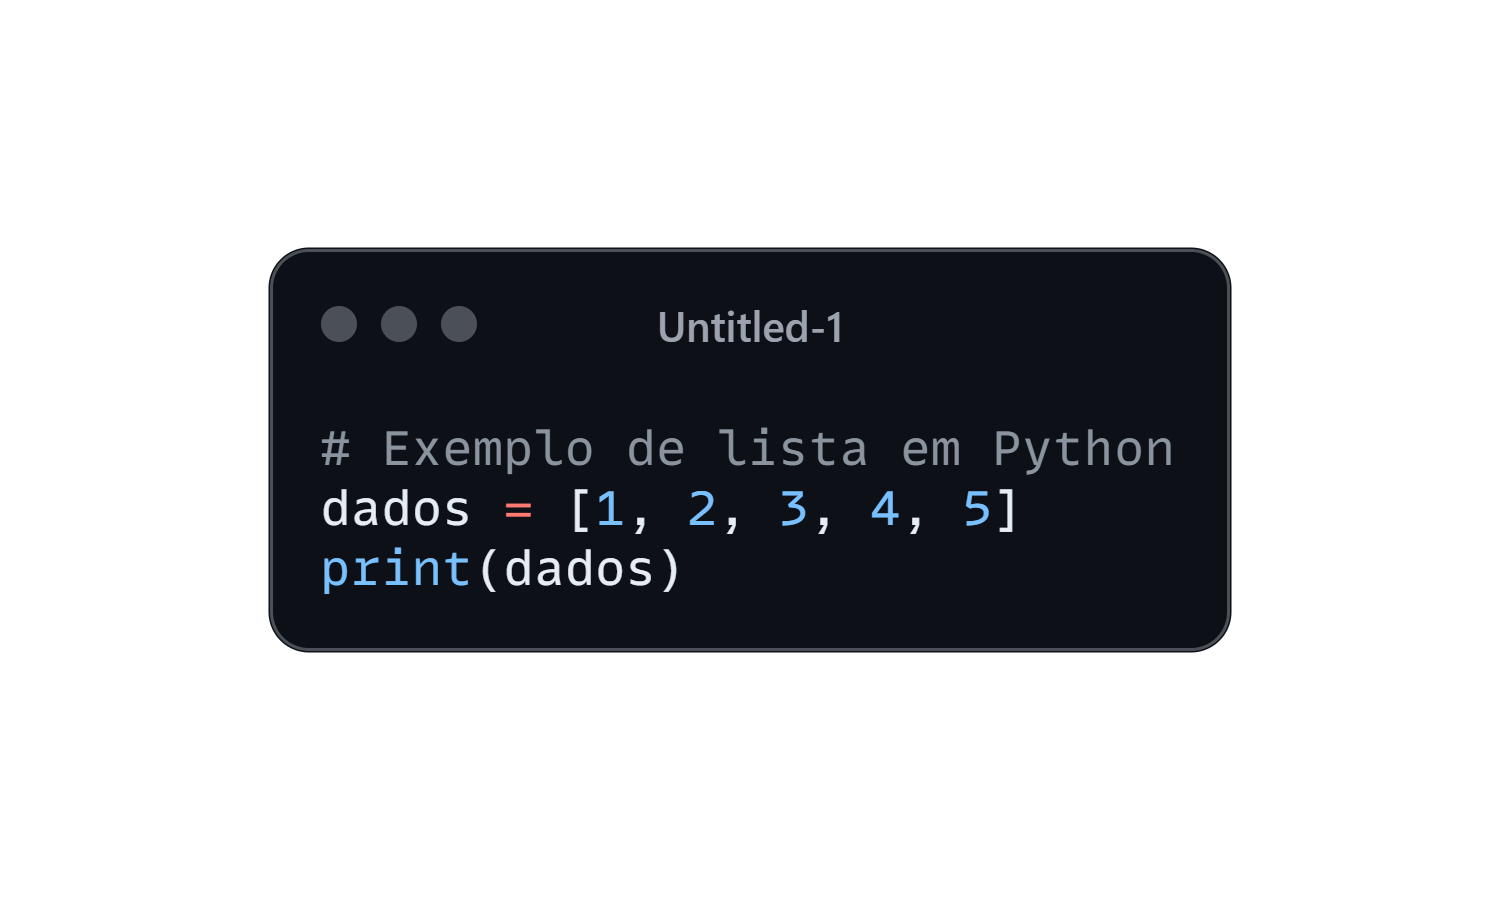 Untitled-1
# Exemplo de lista em Python
dados = [1, 2, 3, 4, 5]
print(dados)